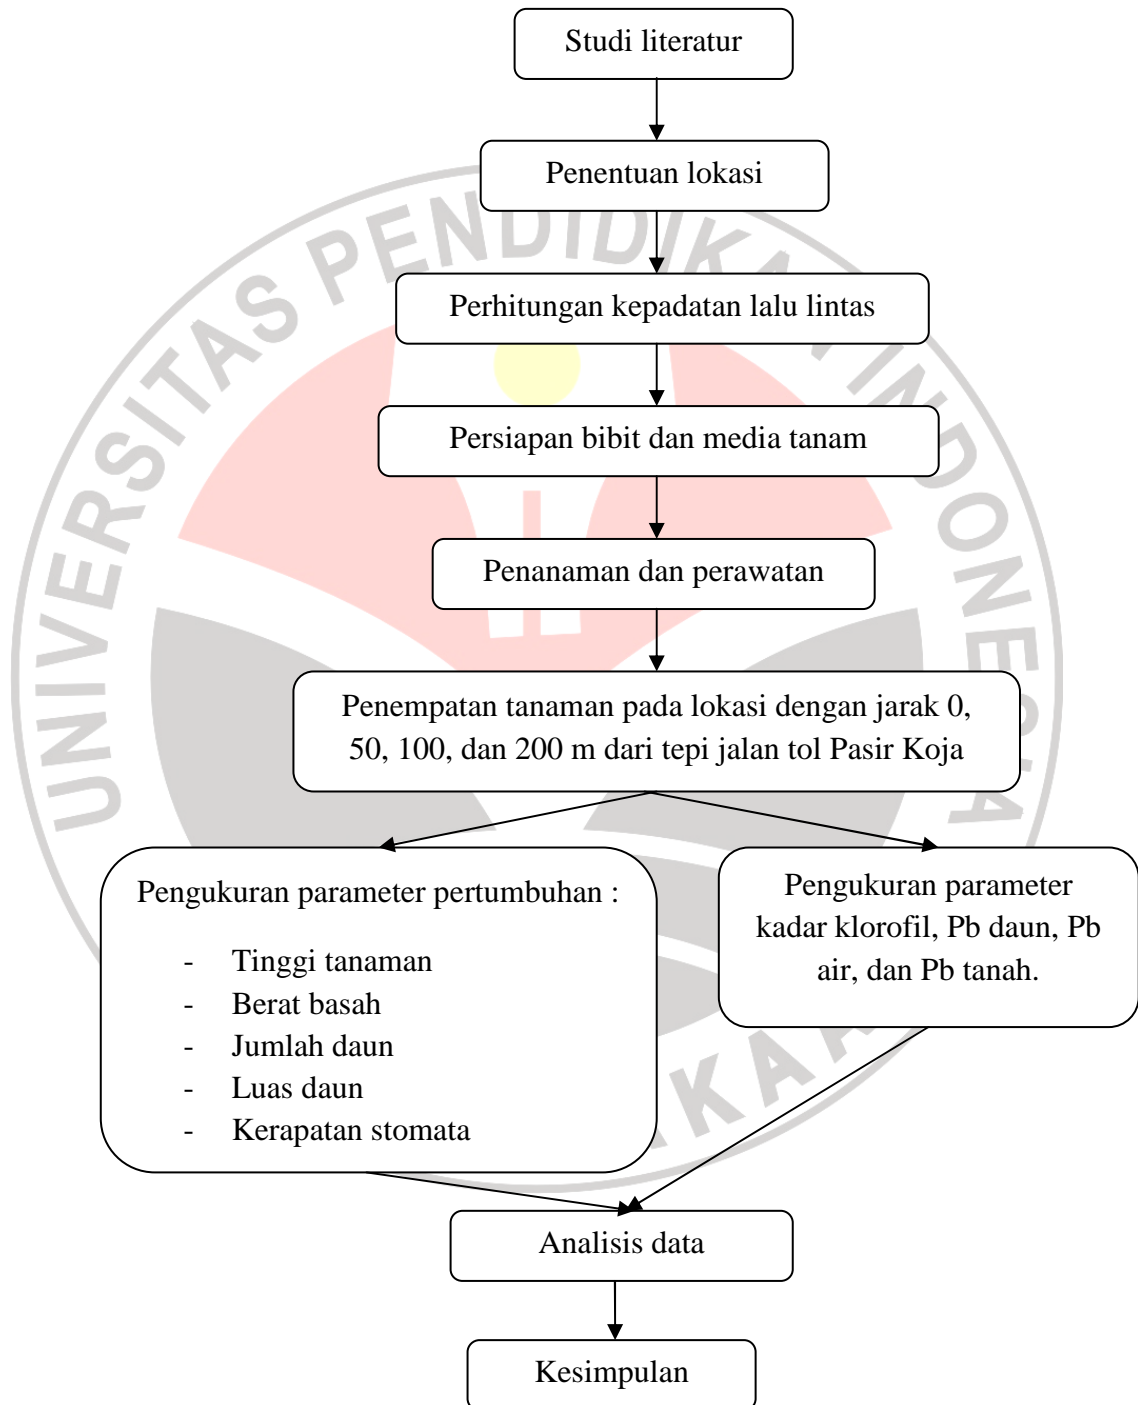 Studi literatur
Penentuan lokasi
Perhitungan kepadatan lalu lintas
Persiapan bibit dan media tanam
Penanaman dan perawatan
Penempatan tanaman pada lokasi dengan jarak 0,
50, 100, dan 200 m dari tepi jalan tol Pasir Koja
Pengukuran parameter pertumbuhan :
- Tinggi tanaman
- Berat basah
- Jumlah daun
- Luas daun
- Kerapatan stomata
Pengukuran parameter
kadar klorofil, Pb daun, Pb
air, dan Pb tanah.
Analisis data
Kesimpulan
UNIVERSITAS PENDIDIKAN INDONESIA